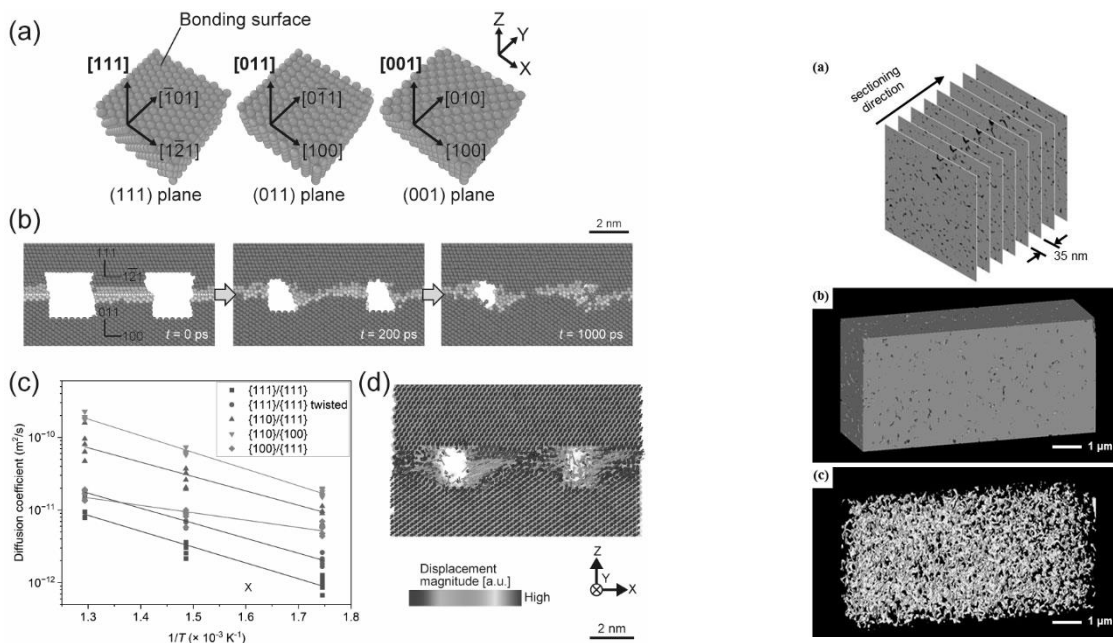 (a)
Bonding surface
Z
Y
X
[111]
[1̅01]
[12̅1]
(111) plane
[011]
[01̅1]
[100]
(011) plane
[001]
[010]
[100]
(001) plane
(b)
2 nm
111
12̅1
011
100
t = 0 ps
t = 200 ps
t = 1000 ps
(c)
Diffusion coefficient (m²/s)
10⁻¹⁰
10⁻¹¹
10⁻¹²
{111}/{111}
{111}/{111} twisted
{110}/{111}
{110}/{100}
{100}/{111}
X
1.3
1.4
1.5
1.6
1.7
1.8
1/T (× 10⁻³ K⁻¹)
(d)
Displacement
magnitude [a.u.]
High
Z
Y
X
2 nm
(a)
sectioning
direction
35 nm
(b)
1 µm
(c)
1 µm